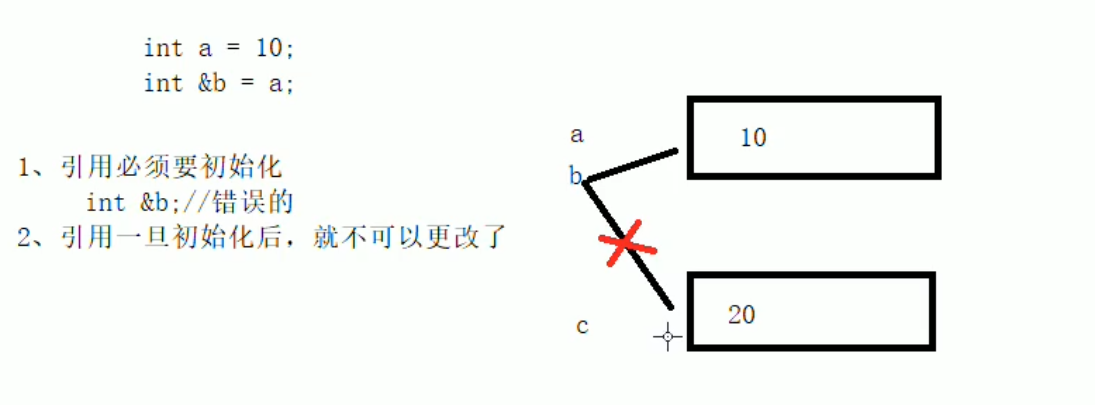 int a = 10;
int &b = a;
1、引用必须要初始化
int &b;//错误的
2、引用一旦初始化后，就不可以更改了
a
10
b
20
c